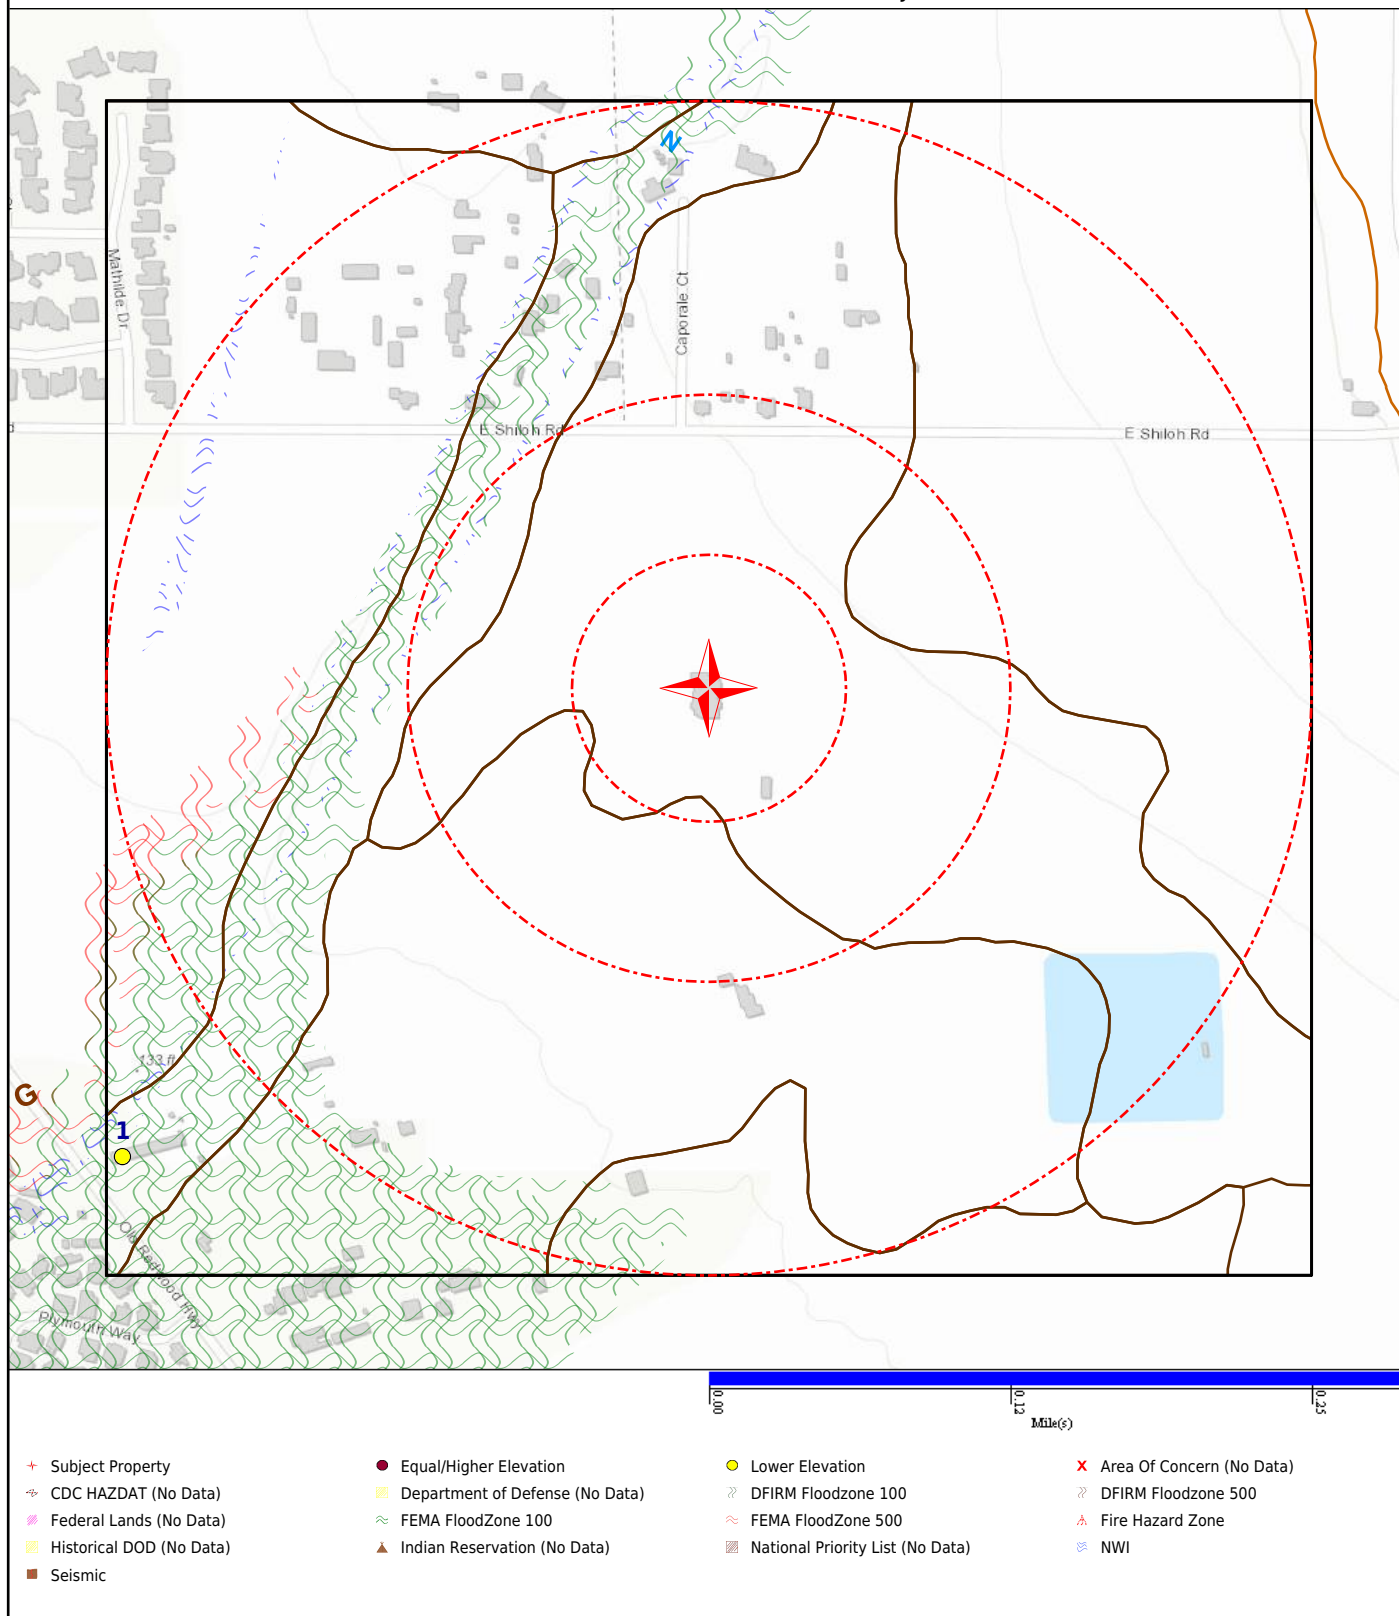 N
Mathilde Dr
Caporale Ct
E Shiloh Rd
E Shiloh Rd
133 ft
G
1
Old Redwood Hwy
Plymouth Way
0.00
0.12
0.25
Mile(s)
Subject Property
Equal/Higher Elevation
Lower Elevation
Area Of Concern (No Data)
CDC HAZDAT (No Data)
Department of Defense (No Data)
DFIRM Floodzone 100
DFIRM Floodzone 500
Federal Lands (No Data)
FEMA FloodZone 100
FEMA FloodZone 500
Fire Hazard Zone
Historical DOD (No Data)
Indian Reservation (No Data)
National Priority List (No Data)
NWI
Seismic